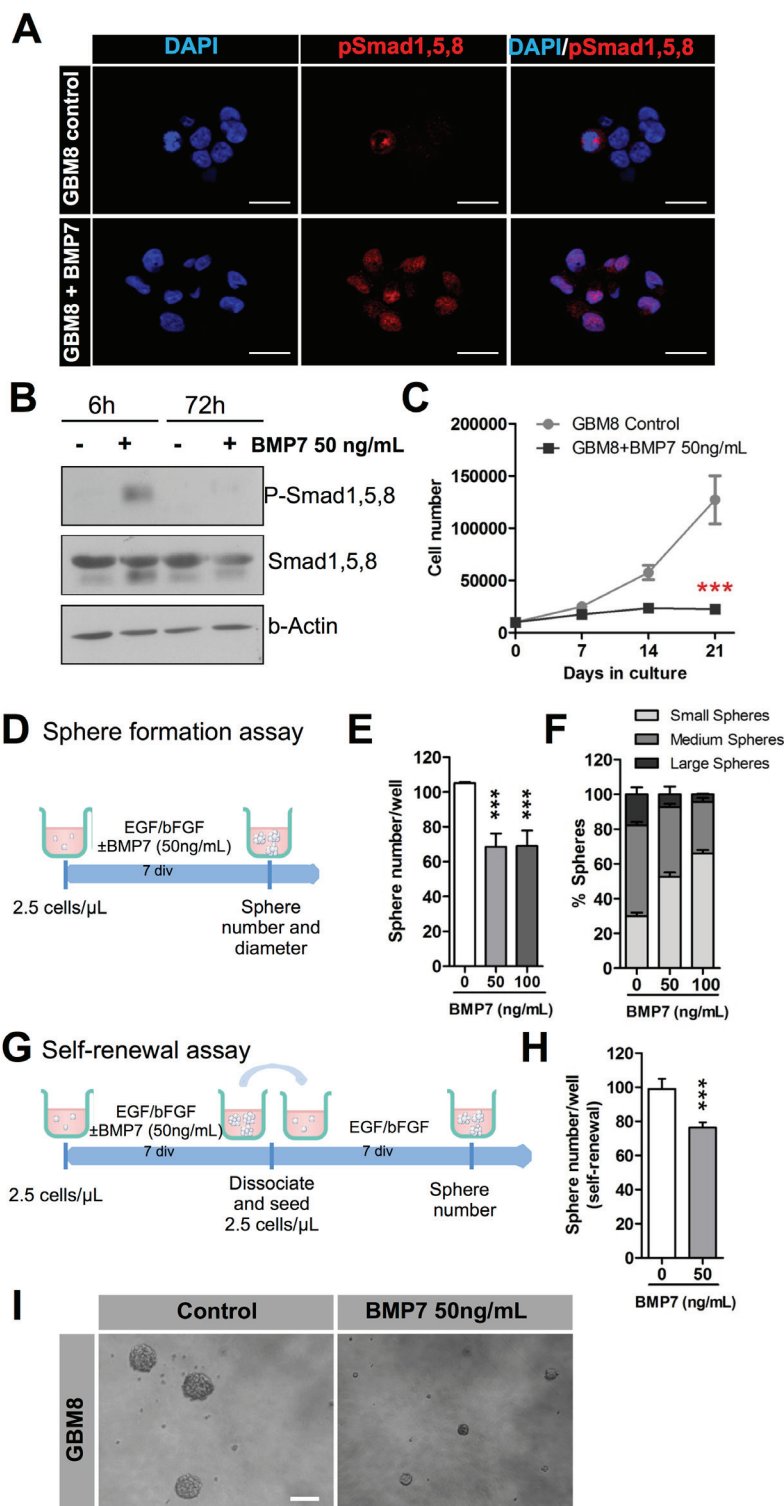 A
DAPI
pSmad1,5,8
DAPI/pSmad1,5,8
GBM8 control
GBM8 + BMP7
B
6h
72h
- + - + BMP7 50 ng/mL
P-Smad1,5,8
Smad1,5,8
b-Actin
C
GBM8 Control
GBM8+BMP7 50ng/mL
Cell number
200000
150000
100000
50000
0
***
0 7 14 21
Days in culture
D Sphere formation assay
EGF/bFGF
±BMP7 (50ng/mL)
7 div
2.5 cells/µL
Sphere
number and
diameter
E
Sphere number/well
120
100
80
60
40
20
0
***
***
0 50 100
BMP7 (ng/mL)
F
Small Spheres
Medium Spheres
Large Spheres
% Spheres
120
100
80
60
40
20
0
0 50 100
BMP7 (ng/mL)
G Self-renewal assay
EGF/bFGF
±BMP7 (50ng/mL)
7 div
EGF/bFGF
7 div
2.5 cells/µL
Dissociate
and seed
2.5 cells/µL
Sphere
number
H
Sphere number/well
(self-renewal)
120
100
80
60
40
20
0
***
0 50
BMP7 (ng/mL)
I
Control
BMP7 50ng/mL
GBM8